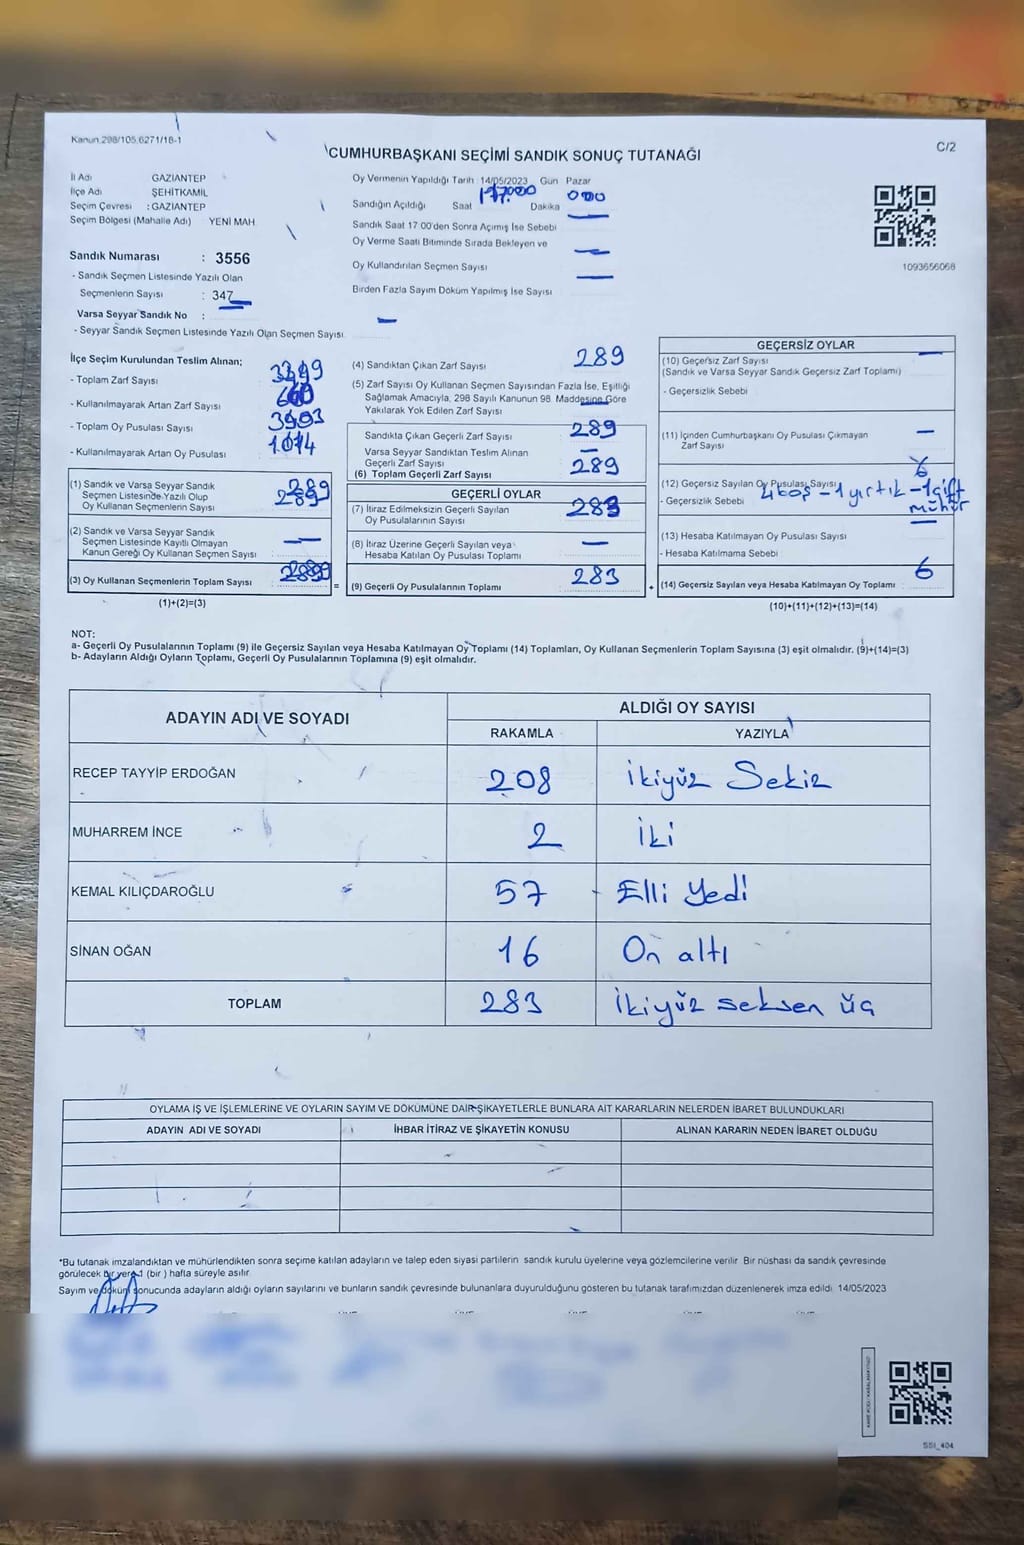 Kanun 298/105,6271/16-1
C/2
CUMHURBAŞKANI SEÇİMİ SANDIK SONUÇ TUTANAĞI
İl Adı GAZİANTEP
İlçe Adı ŞEHİTKAMİL
Seçim Çevresi : GAZİANTEP
Seçim Bölgesi (Mahalle Adı) YENİ MAH.
Sandık Numarası : 3556
- Sandık Seçmen Listesinde Yazılı Olan
Seçmenlerin Sayısı : 347
Varsa Seyyar Sandık No :
- Seyyar Sandık Seçmen Listesinde Yazılı Olan Seçmen Sayısı
Oy Vermenin Yapıldığı Tarih 14/05/2023 Gün Pazar
Sandığın Açıldığı Saat Dakika
Sandık Saat 17:00'den Sonra Açılmış İse Sebebi
Oy Verme Saati Bitiminde Sırada Bekleyen ve
Oy Kullandırılan Seçmen Sayısı
Birden Fazla Sayım Döküm Yapılmış İse Sayısı
1093656068
İlçe Seçim Kurulundan Teslim Alınan;
- Toplam Zarf Sayısı
- Kullanılmayarak Artan Zarf Sayısı
- Toplam Oy Pusulası Sayısı
- Kullanılmayarak Artan Oy Pusulası
(1) Sandık ve Varsa Seyyar Sandık
Seçmen Listesinde Yazılı Olup
Oy Kullanan Seçmenlerin Sayısı 289
(2) Sandık ve Varsa Seyyar Sandık
Seçmen Listesinde Kayıtlı Olmayan
Kanun Gereği Oy Kullanan Seçmen Sayısı —
(3) Oy Kullanan Seçmenlerin Toplam Sayısı =
(1)+(2)=(3)
(4) Sandıktan Çıkan Zarf Sayısı 289
(5) Zarf Sayısı Oy Kullanan Seçmen Sayısından Fazla İse, Eşitliği
Sağlamak Amacıyla, 298 Sayılı Kanunun 98. Maddesine Göre
Yakılarak Yok Edilen Zarf Sayısı
Sandıkta Çıkan Geçerli Zarf Sayısı 289
Varsa Seyyar Sandıktan Teslim Alınan
Geçerli Zarf Sayısı —
(6) Toplam Geçerli Zarf Sayısı 289
GEÇERLİ OYLAR
(7) İtiraz Edilmeksizin Geçerli Sayılan
Oy Pusulalarının Sayısı 283
(8) İtiraz Üzerine Geçerli Sayılan veya
Hesaba Katılan Oy Pusulası Toplamı —
(9) Geçerli Oy Pusulalarının Toplamı 283 +
GEÇERSİZ OYLAR
(10) Geçersiz Zarf Sayısı —
(Sandık ve Varsa Seyyar Sandık Geçersiz Zarf Toplamı)
- Geçersizlik Sebebi
(11) İçinden Cumhurbaşkanı Oy Pusulası Çıkmayan —
Zarf Sayısı
(12) Geçersiz Sayılan Oy Pusulası Sayısı 6
- Geçersizlik Sebebi 4 boş - 1 yırtık - 1 çift
mühür
(13) Hesaba Katılmayan Oy Pusulası Sayısı —
- Hesaba Katılmama Sebebi
(14) Geçersiz Sayılan veya Hesaba Katılmayan Oy Toplamı 6
(10)+(11)+(12)+(13)=(14)
NOT:
a- Geçerli Oy Pusulalarının Toplamı (9) ile Geçersiz Sayılan veya Hesaba Katılmayan Oy Toplamı (14) Toplamları, Oy Kullanan Seçmenlerin Toplam Sayısına (3) eşit olmalıdır. (9)+(14)=(3)
b- Adayların Aldığı Oyların Toplamı, Geçerli Oy Pusulalarının Toplamına (9) eşit olmalıdır.
ADAYIN ADI VE SOYADI ALDIĞI OY SAYISI
RAKAMLA YAZIYLA
RECEP TAYYİP ERDOĞAN 208 İkiyüz Sekiz
MUHARREM İNCE 2 İki
KEMAL KILIÇDAROĞLU 57 Elli Yedi
SİNAN OĞAN 16 On altı
TOPLAM 283 İkiyüz seksen üç
OYLAMA İŞ VE İŞLEMLERİNE VE OYLARIN SAYIM VE DÖKÜMÜNE DAİR ŞİKAYETLERLE BUNLARA AİT KARARLARIN NELERDEN İBARET BULUNDUKLARI
ADAYIN ADI VE SOYADI İHBAR İTİRAZ VE ŞİKAYETİN KONUSU ALINAN KARARIN NEDEN İBARET OLDUĞU
*Bu tutanak imzalandıktan ve mühürlendikten sonra seçime katılan adayların ve talep eden siyasi partilerin sandık kurulu üyelerine veya gözlemcilerine verilir. Bir nüshası da sandık çevresinde
görülecek bir yere 1 (bir) hafta süreyle asılır.
Sayım ve döküm sonucunda adayların aldığı oyların sayılarını ve bunların sandık çevresinde bulunanlara duyurulduğunu gösteren bu tutanak tarafımızdan düzenlenerek imza edildi. 14/05/2023
SSI_404